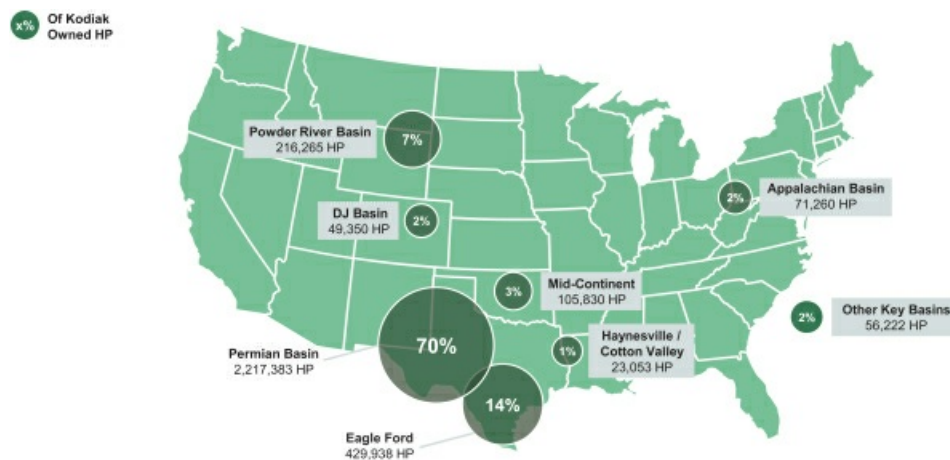 x%
Of Kodiak
Owned HP
Powder River Basin
216,265 HP
7%
DJ Basin
49,350 HP
2%
2%
Appalachian Basin
71,260 HP
3%
Mid-Continent
105,830 HP
2%
Other Key Basins
56,222 HP
Permian Basin
2,217,383 HP
70%
1%
Haynesville /
Cotton Valley
23,053 HP
14%
Eagle Ford
429,938 HP